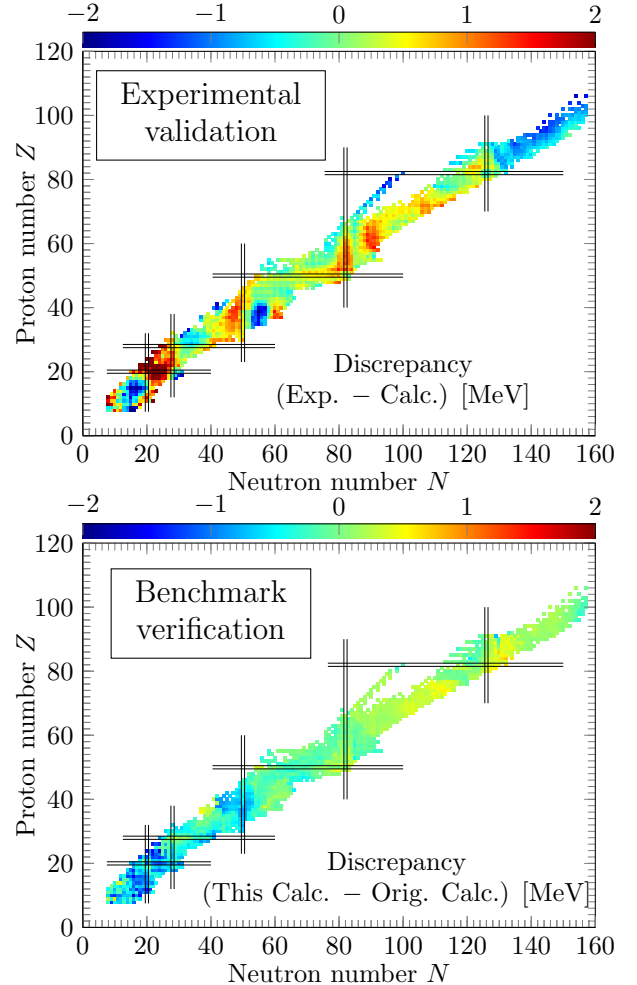 −2 −1 0 1 2
120
100
80
60
40
20
0
Proton number Z
Experimental
validation
Discrepancy
(Exp. − Calc.) [MeV]
0 20 40 60 80 100 120 140 160
Neutron number N
−2 −1 0 1 2
120
100
80
60
40
20
0
Proton number Z
Benchmark
verification
Discrepancy
(This Calc. − Orig. Calc.) [MeV]
0 20 40 60 80 100 120 140 160
Neutron number N